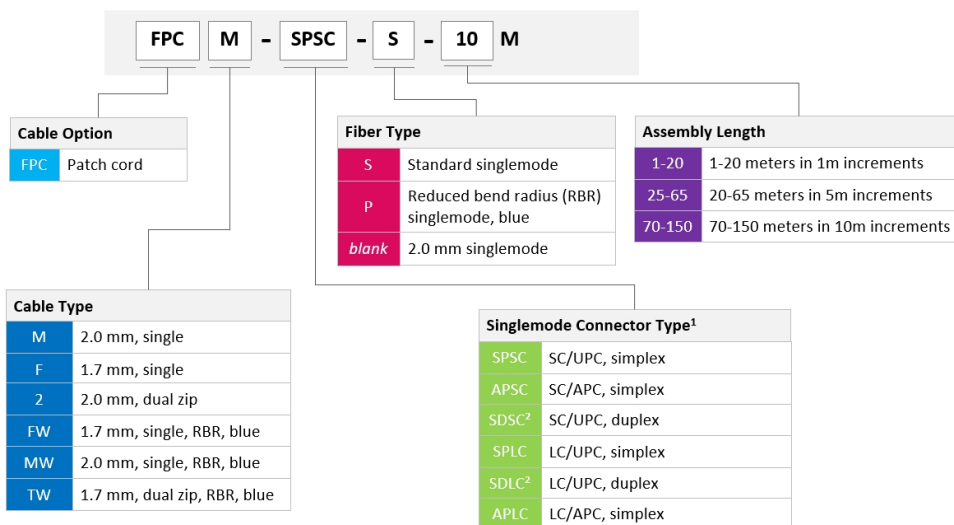 FPC M - SPSC - S - 10 M
Cable Option
FPC Patch cord
Fiber Type
S Standard singlemode
P Reduced bend radius (RBR)
singlemode, blue
blank 2.0 mm singlemode
Assembly Length
1-20 1-20 meters in 1m increments
25-65 20-65 meters in 5m increments
70-150 70-150 meters in 10m increments
Cable Type
M 2.0 mm, single
F 1.7 mm, single
2 2.0 mm, dual zip
FW 1.7 mm, single, RBR, blue
MW 2.0 mm, single, RBR, blue
TW 1.7 mm, dual zip, RBR, blue
Singlemode Connector Type¹
SPSC SC/UPC, simplex
APSC SC/APC, simplex
SDSC² SC/UPC, duplex
SPLC LC/UPC, simplex
SDLC² LC/UPC, duplex
APLC LC/APC, simplex